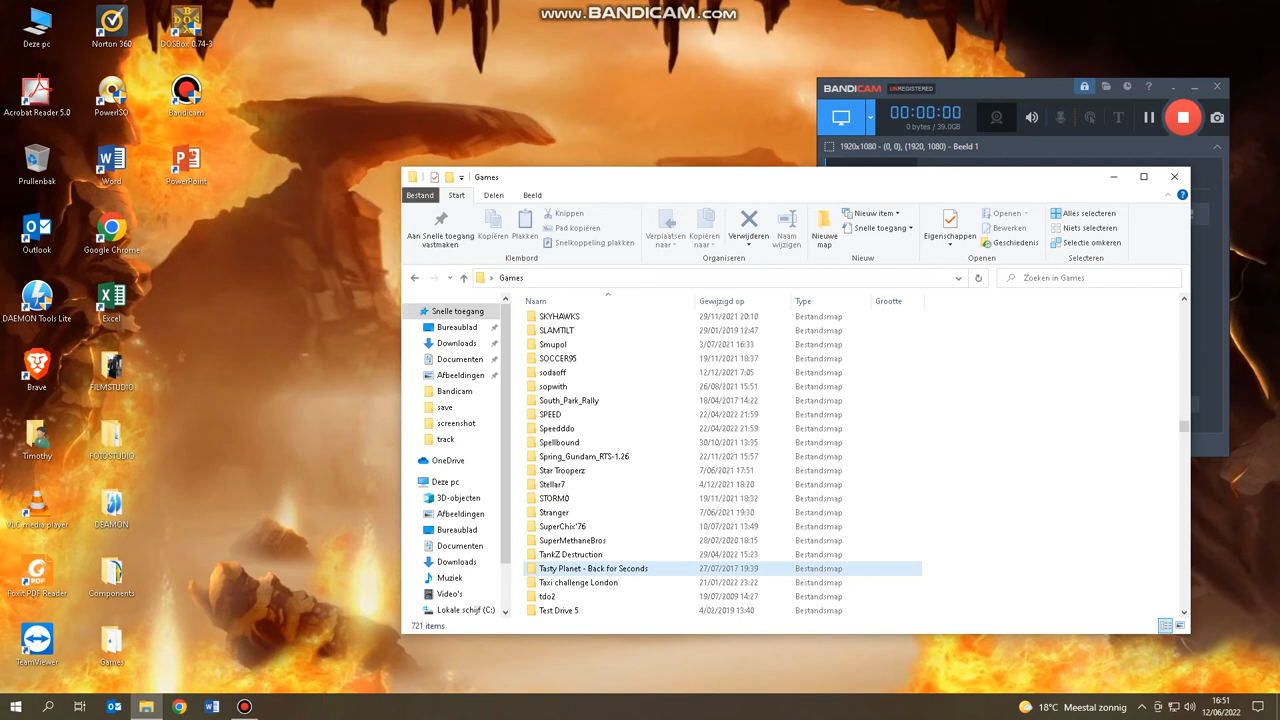 www.BANDICAM.com
Deze pc
Norton 360
DOSBox 0.74-3
Acrobat Reader 5.0
PowerISO
Bandicam
Prullenbak
Word
PowerPoint
Outlook
Google Chrome
DAEMON Tools Lite
Excel
Brave
FILMSTUDIO
Timothy
FOTOSTUDIO
VLC media player
DEAMON
Foxit PDF Reader
Components
TeamViewer
Games
BANDICAM UNREGISTERED
00:00:00
0 bytes / 39.0GB
1920x1080 - (0, 0), (1920, 1080) - Beeld 1
Games
Bestand Start Delen Beeld
Aan Snelle toegang vastmaken
Kopiëren
Plakken
Knippen
Pad kopiëren
Snelkoppeling plakken
Klembord
Verplaatsen naar
Kopiëren naar
Verwijderen
Naam wijzigen
Organiseren
Nieuwe map
Nieuw item
Snelle toegang
Nieuw
Eigenschappen
Openen
Bewerken
Geschiedenis
Openen
Alles selecteren
Niets selecteren
Selectie omkeren
Selecteren
Games
Zoeken in Games
Snelle toegang
Bureaublad
Downloads
Documenten
Afbeeldingen
Bandicam
save
screenshot
track
OneDrive
Deze pc
3D-objecten
Afbeeldingen
Bureaublad
Documenten
Downloads
Muziek
Video's
Lokale schijf (C:)
Naam Gewijzigd op Type Grootte
SKYHAWKS 29/11/2021 20:10 Bestandsmap
SLAMTILT 29/01/2019 12:47 Bestandsmap
Smupol 3/07/2021 16:33 Bestandsmap
SOCCER95 19/11/2021 18:37 Bestandsmap
sodaoff 12/12/2021 7:05 Bestandsmap
sopwith 26/08/2021 15:51 Bestandsmap
South_Park_Rally 18/04/2017 14:22 Bestandsmap
SPEED 22/04/2022 21:59 Bestandsmap
Speedddo 22/04/2022 21:59 Bestandsmap
Spellbound 30/10/2021 13:35 Bestandsmap
Spring_Gundam_RTS-1.26 22/11/2021 15:57 Bestandsmap
Star Trooperz 7/06/2021 17:51 Bestandsmap
Stellar7 4/12/2021 18:20 Bestandsmap
STORM0 19/11/2021 18:32 Bestandsmap
Stranger 7/06/2021 19:30 Bestandsmap
SuperChix'76 10/07/2021 13:49 Bestandsmap
SuperMethaneBros 28/07/2020 18:15 Bestandsmap
TankZ Destruction 29/04/2022 15:23 Bestandsmap
Tasty Planet - Back for Seconds 27/07/2017 19:39 Bestandsmap
Taxi challenge London 21/01/2022 23:22 Bestandsmap
tdo2 19/07/2009 14:27 Bestandsmap
Test Drive 5 4/02/2019 13:40 Bestandsmap
721 items
18°C Meestal zonnig
16:51
12/06/2022